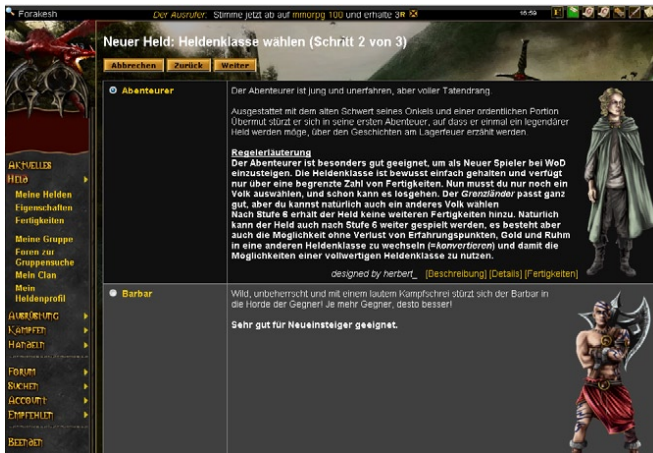 Forakesh
Der Ausrufer: Stimme jetzt ab auf mmorpg 100 und erhalte 3R
16:59
Neuer Held: Heldenklasse wählen (Schritt 2 von 3)
Abbrechen Zurück Weiter
Aktuelles
Held
Meine Helden
Eigenschaften
Fertigkeiten
Meine Gruppe
Foren zur
Gruppensuche
Mein Clan
Mein
Heldenprofil
Ausrüstung
Kämpfen
Handeln
Forum
Suchen
Account
Empfehlen
Beenden
Abenteurer
Der Abenteurer ist jung und unerfahren, aber voller Tatendrang.
Ausgestattet mit dem alten Schwert seines Onkels und einer ordentlichen Portion
Übermut stürzt er sich in seine ersten Abenteuer, auf dass er einmal ein legendärer
Held werden möge, über den Geschichten am Lagerfeuer erzählt werden.
Regelerläuterung
Der Abenteurer ist besonders gut geeignet, um als Neuer Spieler bei WoD
einzusteigen. Die Heldenklasse ist bewusst einfach gehalten und verfügt
nur über eine begrenzte Zahl von Fertigkeiten. Nun musst du nur noch ein
Volk auswählen, und schon kann es losgehen. Der Grenzländer passt ganz
gut, aber du kannst natürlich auch ein anderes Volk wählen
Nach Stufe 6 erhält der Held keine weiteren Fertigkeiten hinzu. Natürlich
kann der Held auch nach Stufe 6 weiter gespielt werden, es besteht aber
auch die Möglichkeit ohne Verlust von Erfahrungspunkten, Gold und Ruhm
in eine anderen Heldenklasse zu wechseln (=konvertieren) und damit die
Möglichkeiten einer vollwertigen Heldenklasse zu nutzen.
designed by herbert_ [Beschreibung] [Details] [Fertigkeiten]
Barbar
Wild, unbeherrscht und mit einem lautem Kampfschrei stürzt sich der Barbar in
die Horde der Gegner! Je mehr Gegner, desto besser!
Sehr gut für Neueinsteiger geeignet.